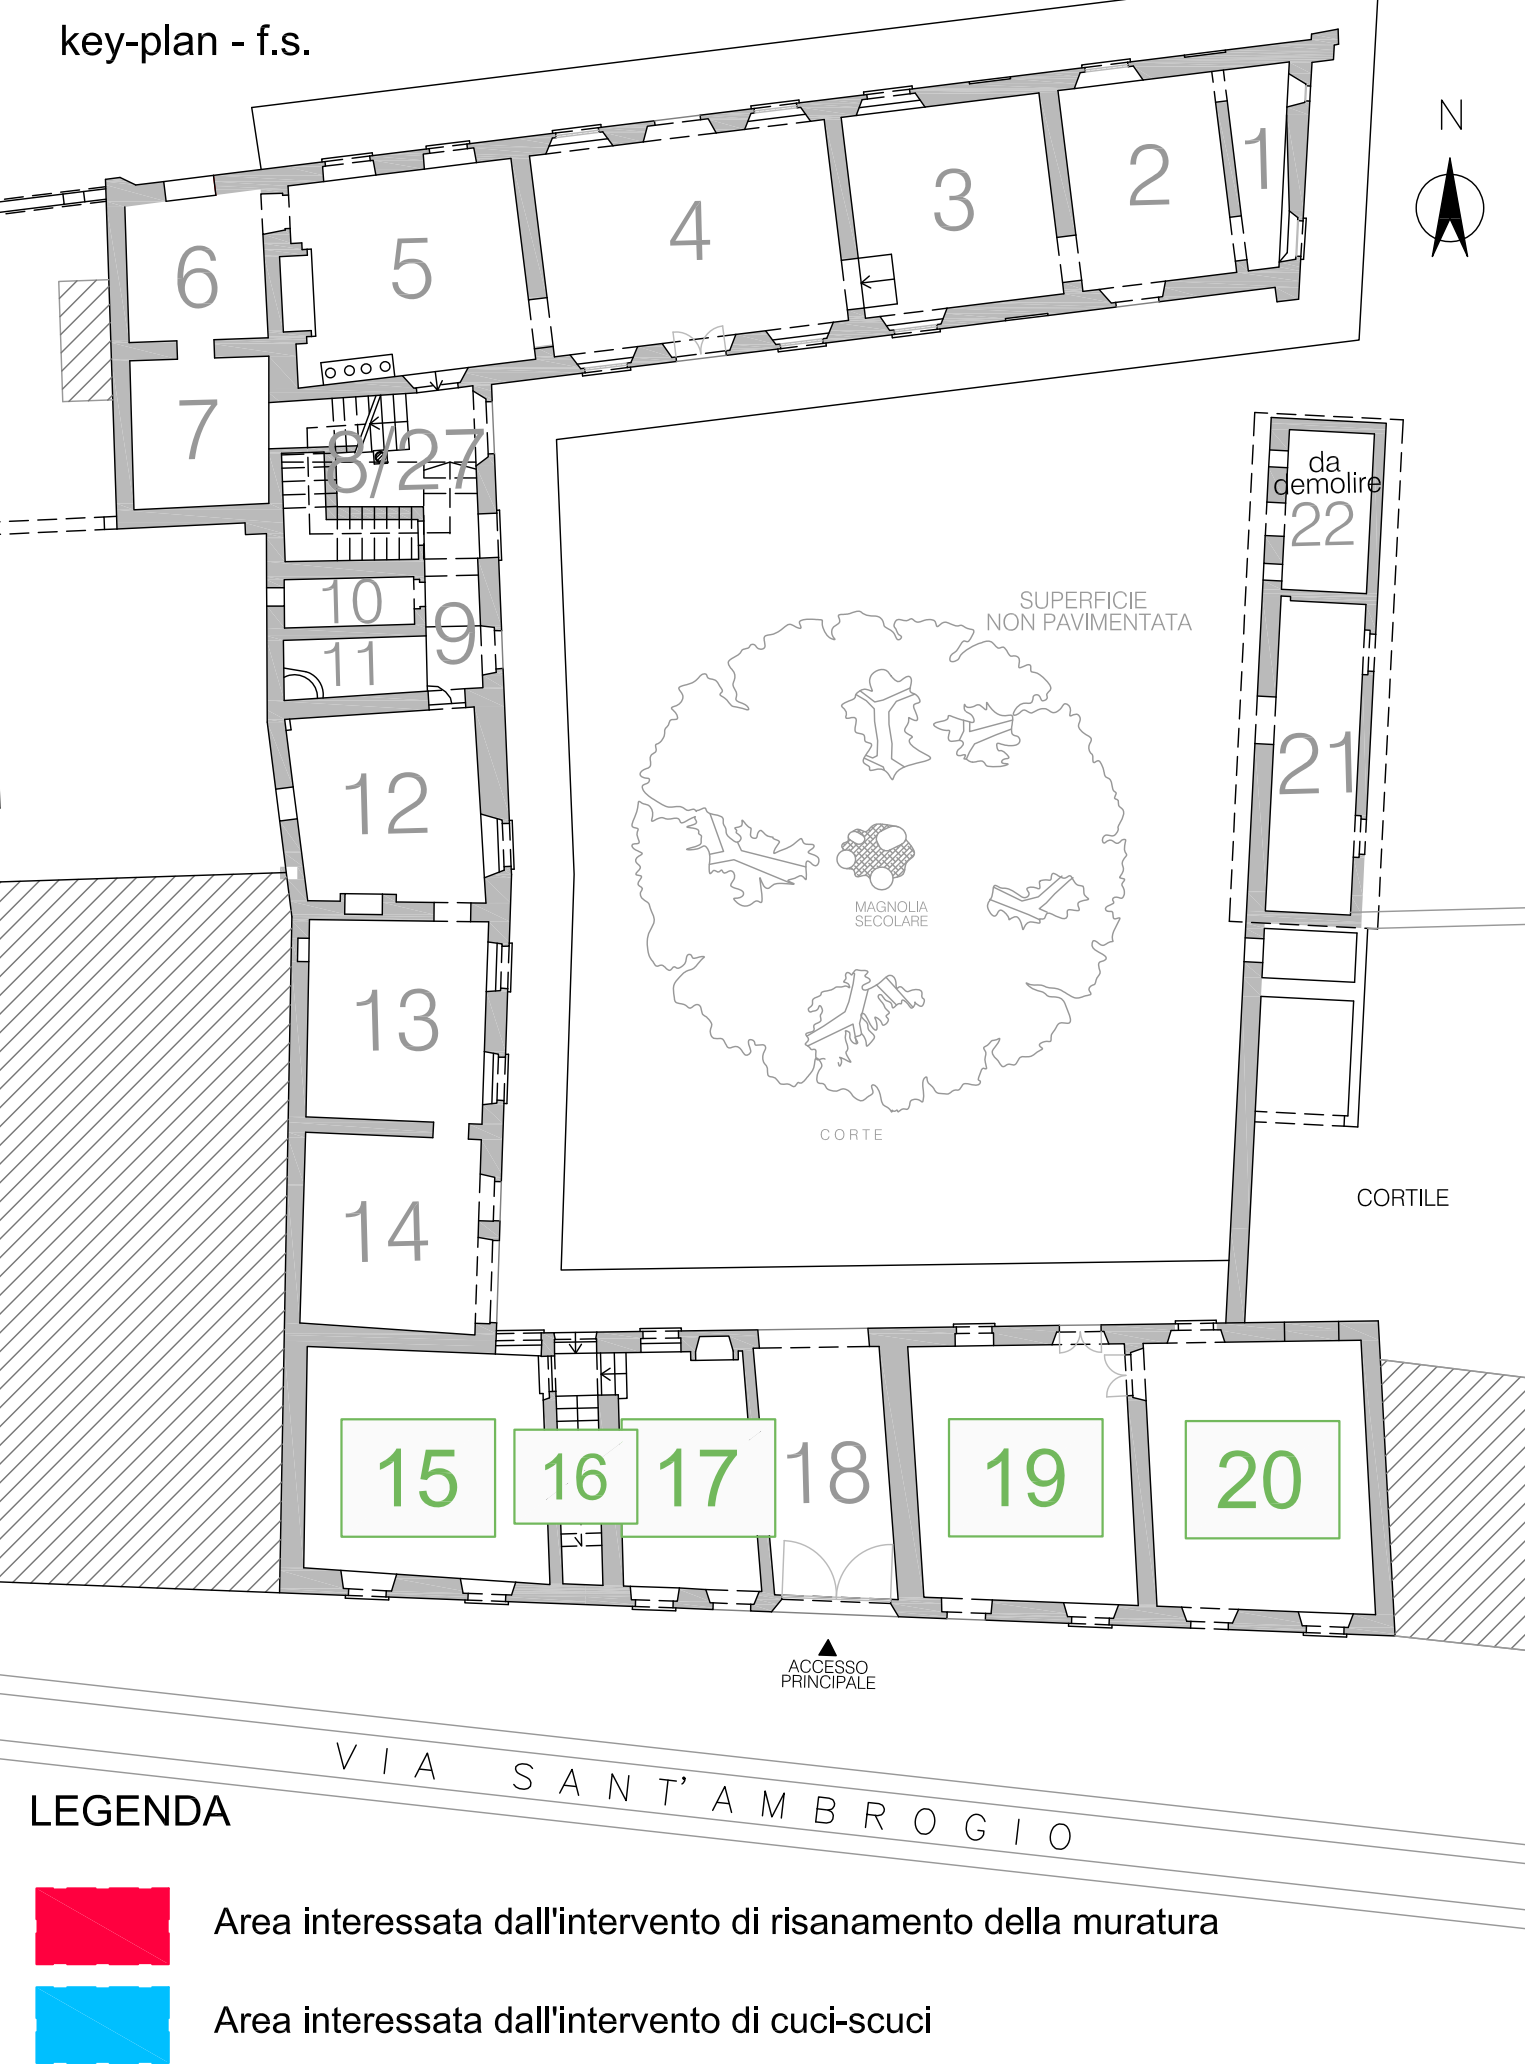 key-plan - f.s.
N
1
2
3
4
5
6
7
8/27
da
demolire
22
10
9
11
SUPERFICIE
NON PAVIMENTATA
21
12
MAGNOLIA
SECOLARE
13
CORTE
14
CORTILE
15
16
17
18
19
20
ACCESSO
PRINCIPALE
VIA SANT'AMBROGIO
LEGENDA
Area interessata dall'intervento di risanamento della muratura
Area interessata dall'intervento di cuci-scuci